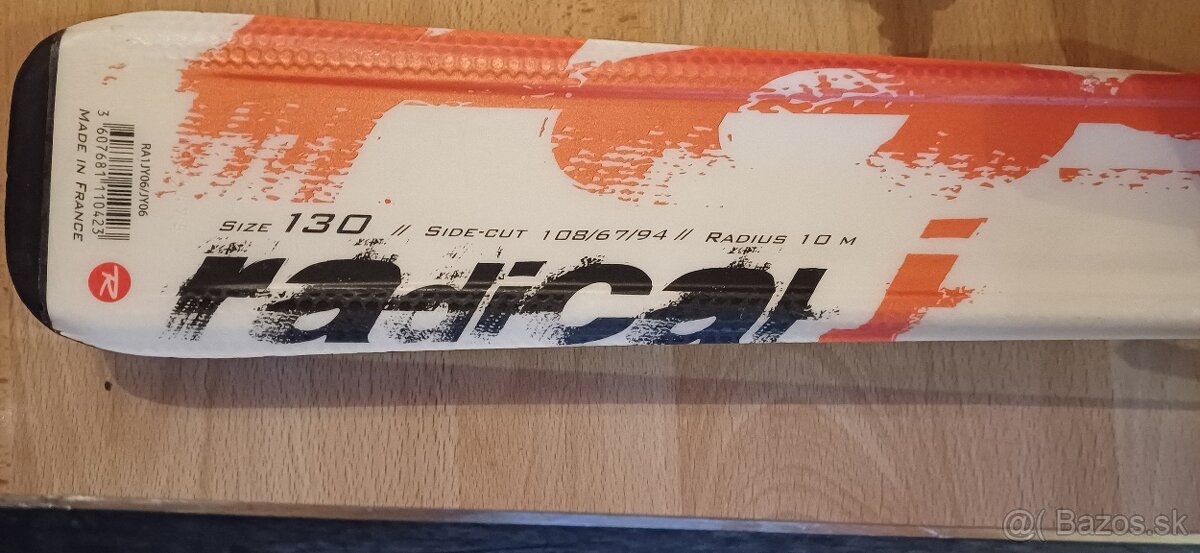 RA1JY06/JY06
3 607681 110423
MADE IN FRANCE
R
SIZE 130 // SIDE-CUT 108/67/94 // RADIUS 10 M
radical j
@( Bazos.sk